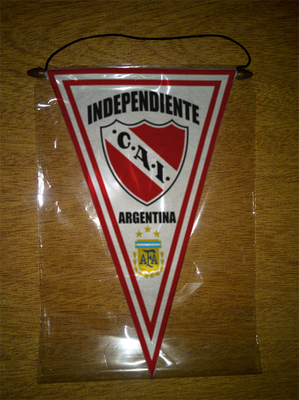 INDEPENDIENTE
·C·A·I·
ARGENTINA
AFA